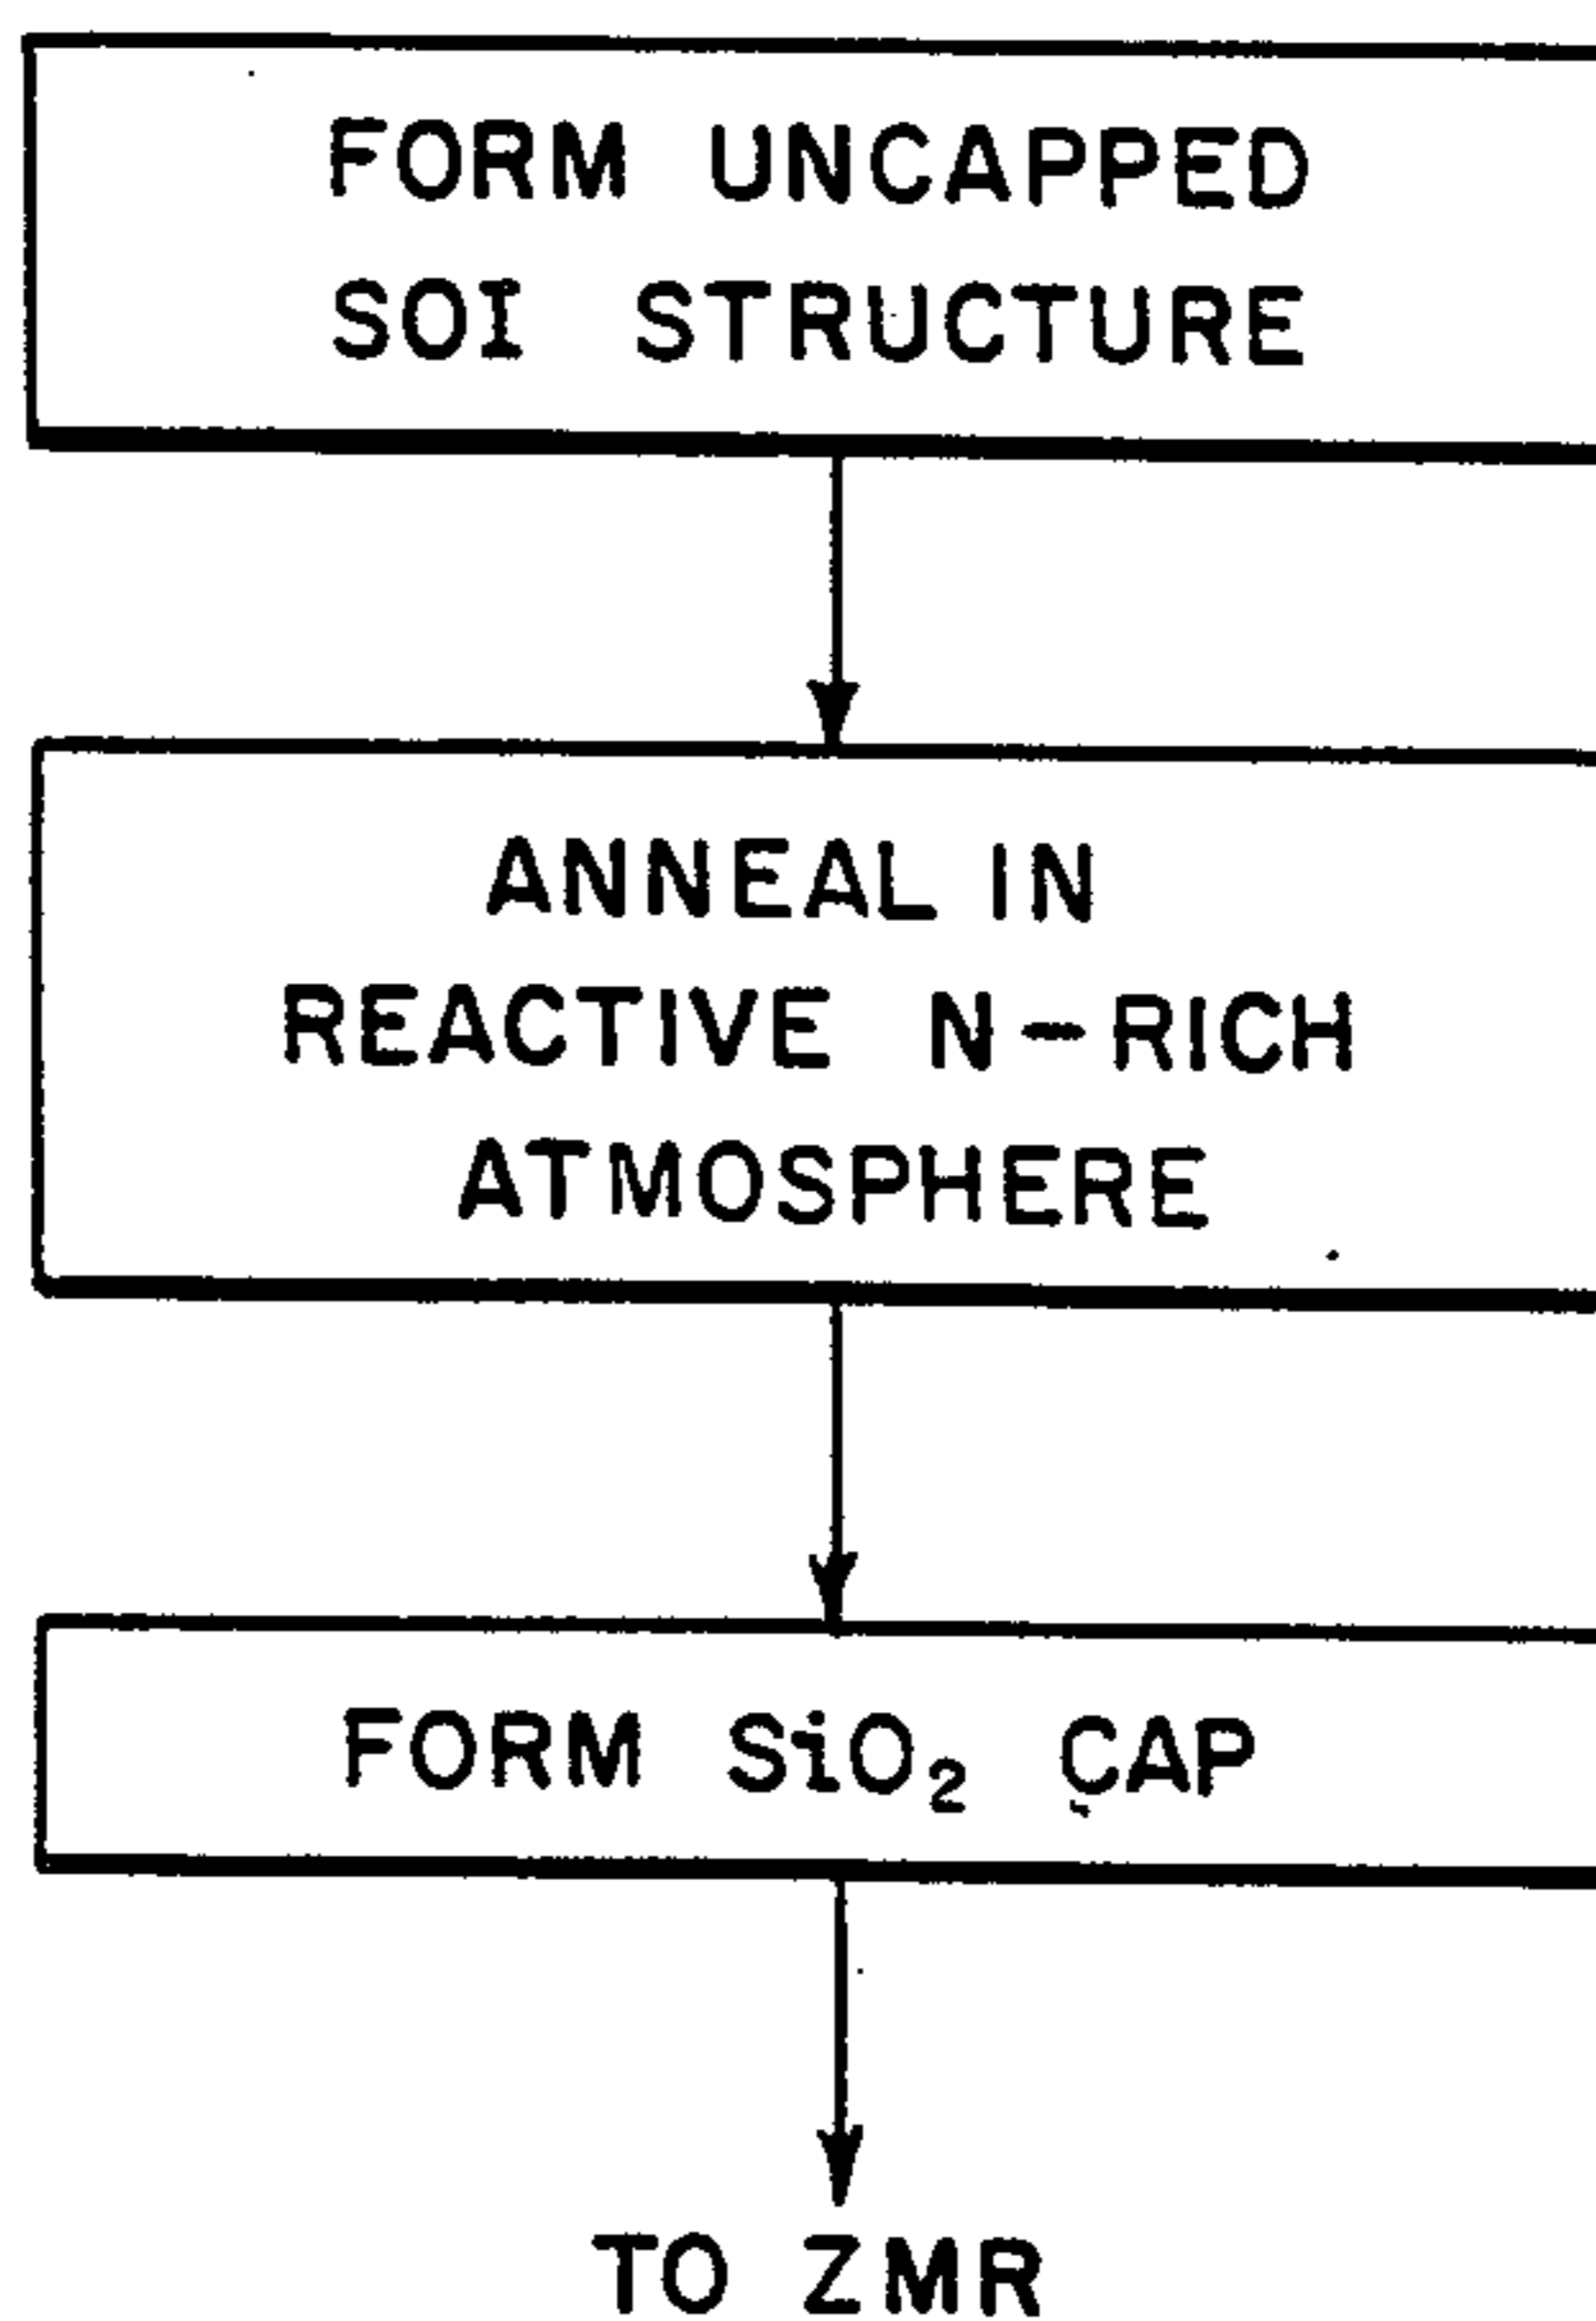 FORM UNCAPPED
SOI STRUCTURE
ANNEAL IN
REACTIVE N-RICH
ATMOSPHERE
FORM SiO₂ CAP
TO ZMR